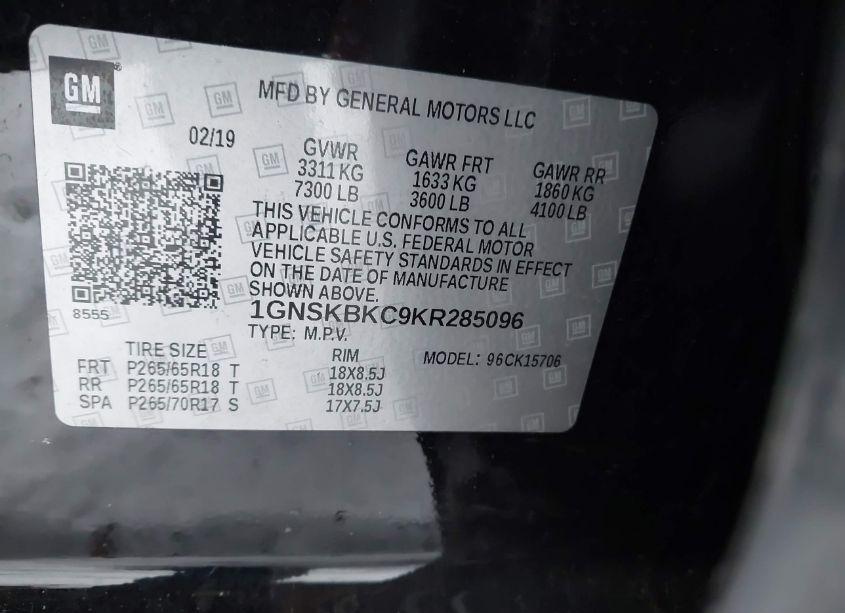 GM
MFD BY GENERAL MOTORS LLC
02/19
GVWR GAWR FRT GAWR RR
3311 KG 1633 KG 1860 KG
7300 LB 3600 LB 4100 LB
THIS VEHICLE CONFORMS TO ALL
APPLICABLE U.S. FEDERAL MOTOR
VEHICLE SAFETY STANDARDS IN EFFECT
ON THE DATE OF MANUFACTURE
SHOWN ABOVE.
8555
1GNSKBKC9KR285096
TYPE: M.P.V.
TIRE SIZE RIM MODEL: 96CK15706
FRT P265/65R18 T 18X8.5J
RR P265/65R18 T 18X8.5J
SPA P265/70R17 S 17X7.5J